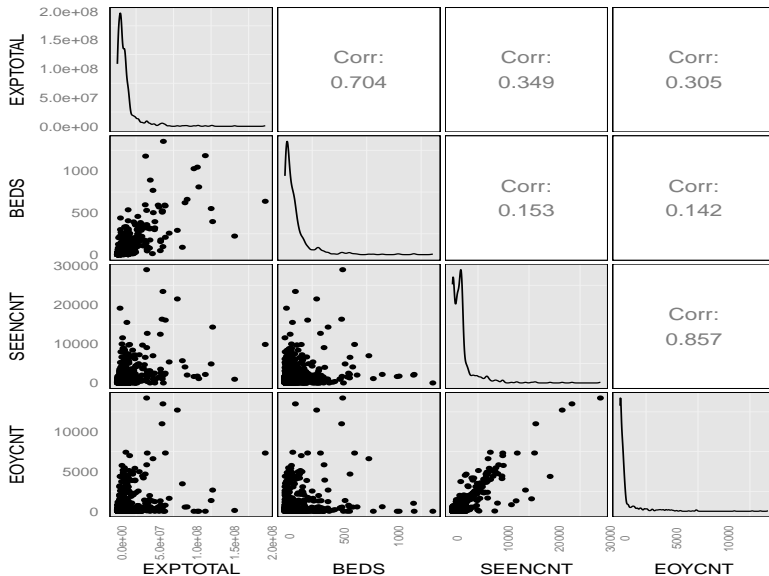 2.0e+08
1.5e+08
1.0e+08
5.0e+07
0.0e+00
EXPTOTAL
Corr:
0.704
Corr:
0.349
Corr:
0.305
1000
500
0
BEDS
Corr:
0.153
Corr:
0.142
30000
20000
10000
0
SEENCNT
Corr:
0.857
10000
5000
0
EOYCNT
0.0e+00
5.0e+07
1.0e+08
1.5e+08
2.0e+08
0
500
1000
0
10000
20000
30000
0
5000
10000
EXPTOTAL
BEDS
SEENCNT
EOYCNT